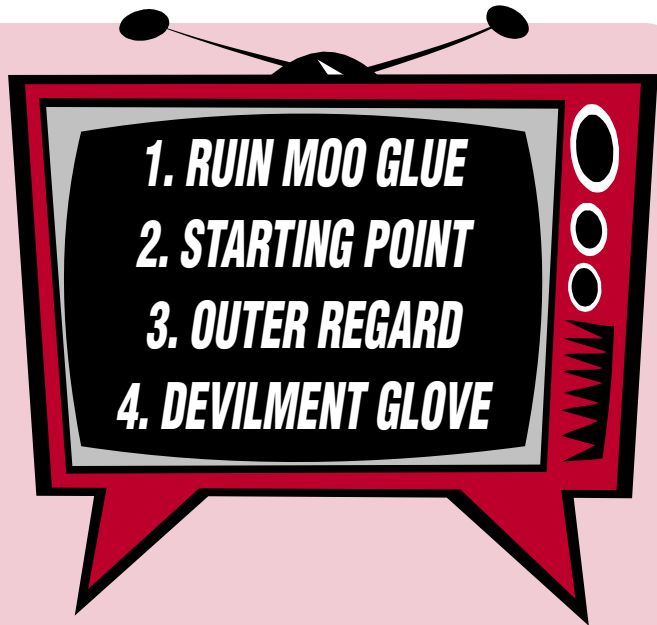 1. RUIN MOO GLUE
2. STARTING POINT
3. OUTER REGARD
4. DEVILMENT GLOVE